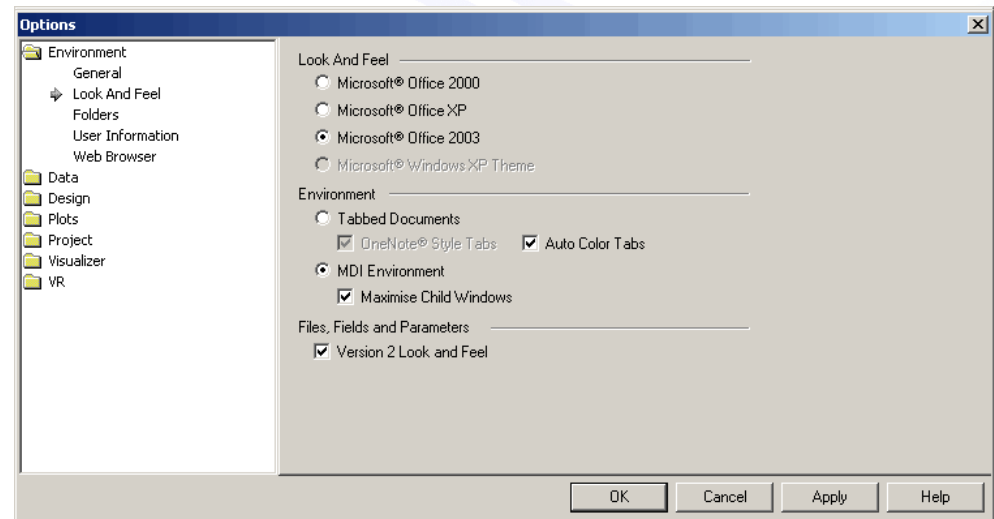 Options
Environment
General
Look And Feel
Folders
User Information
Web Browser
Data
Design
Plots
Project
Visualizer
VR
Look And Feel
Microsoft® Office 2000
Microsoft® Office XP
Microsoft® Office 2003
Microsoft® Windows XP Theme
Environment
Tabbed Documents
OneNote® Style Tabs Auto Color Tabs
MDI Environment
Maximise Child Windows
Files, Fields and Parameters
Version 2 Look and Feel
OK Cancel Apply Help